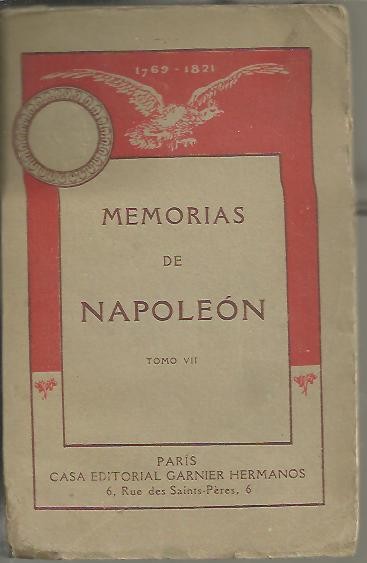 1769-1821
MEMORIAS
DE
NAPOLEÓN
TOMO VII
PARÍS
CASA EDITORIAL GARNIER HERMANOS
6, Rue des Saints-Pères, 6